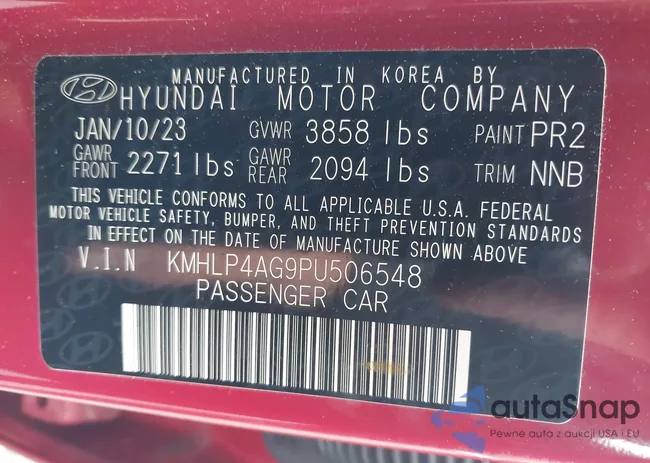 MANUFACTURED IN KOREA BY
HYUNDAI MOTOR COMPANY
JAN/10/23 GVWR 3858 lbs PAINT PR2
GAWR FRONT 2271 lbs GAWR REAR 2094 lbs TRIM NNB
THIS VEHICLE CONFORMS TO ALL APPLICABLE U.S.A. FEDERAL
MOTOR VEHICLE SAFETY, BUMPER, AND THEFT PREVENTION STANDARDS
IN EFFECT ON THE DATE OF MANUFACTURE SHOWN ABOVE
V.I.N KMHLP4AG9PU506548
PASSENGER CAR
autaSnap
Pewne auta z aukcji USA i EU